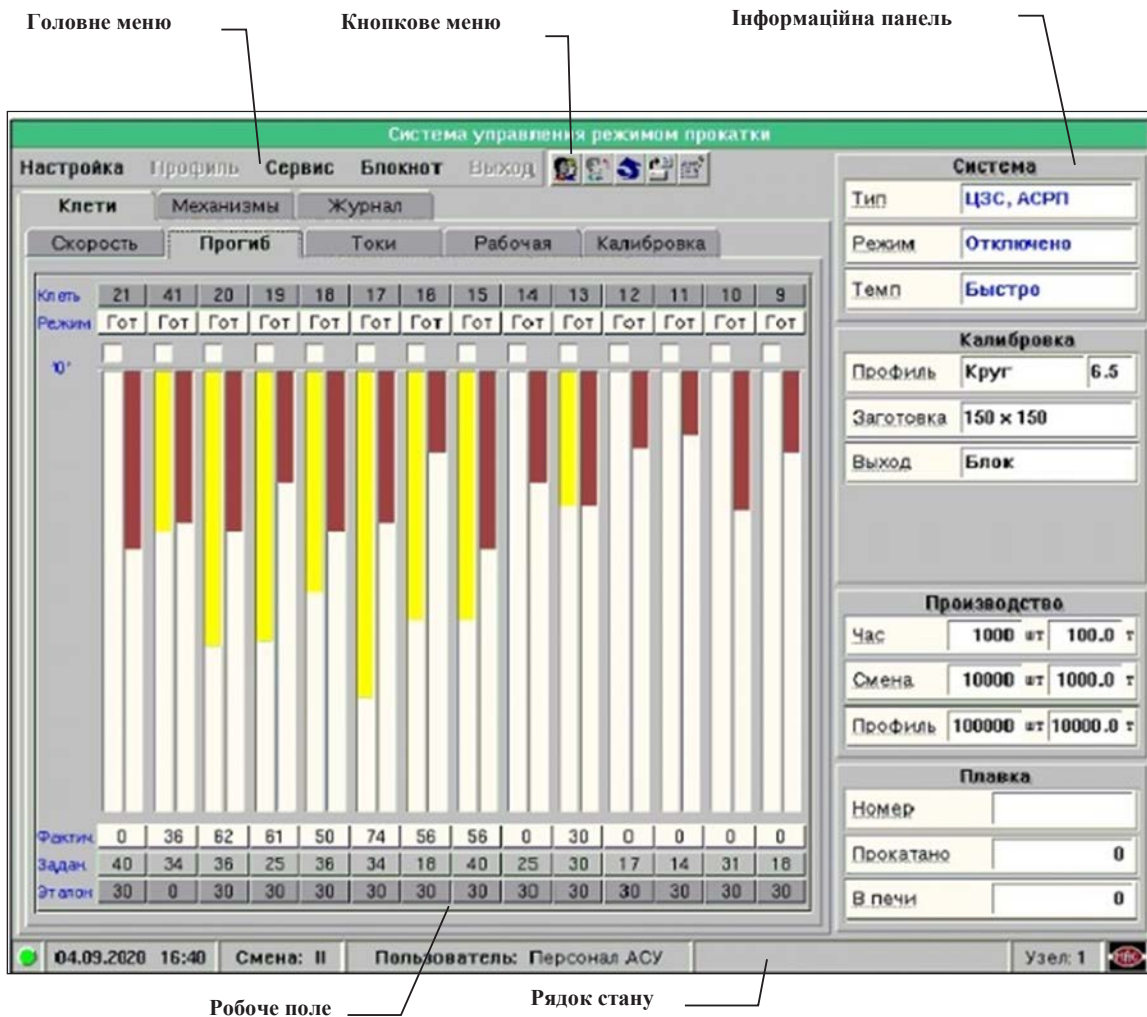 Головне меню Кнопкове меню Інформаційна панель
Система управления режимом прокатки
Настройка Профиль Сервис Блокнот Выход
Клети Механизмы Журнал
Скорость Прогиб Токи Рабочая Калибровка
Клеть 21 41 20 19 18 17 16 15 14 13 12 11 10 9
Режим Гот Гот Гот Гот Гот Гот Гот Гот Гот Гот Гот Гот Гот Гот
Фактич. 0 36 62 61 50 74 56 56 0 30 0 0 0 0
Задан. 40 34 36 25 36 34 18 40 25 30 17 14 31 18
Эталон 30 0 30 30 30 30 30 30 30 30 30 30 30 30
Система
Тип ЦЗС, АСРП
Режим Отключено
Темп Быстро
Калибровка
Профиль Круг 6.5
Заготовка 150 x 150
Выход Блок
Производство
Час 1000 шт 100.0 т
Смена 10000 шт 1000.0 т
Профиль 100000 шт 10000.0 т
Плавка
Номер
Прокатано 0
В печи 0
04.09.2020 16:40 Смена: II Пользователь: Персонал АСУ Узел: 1
Робоче поле Рядок стану